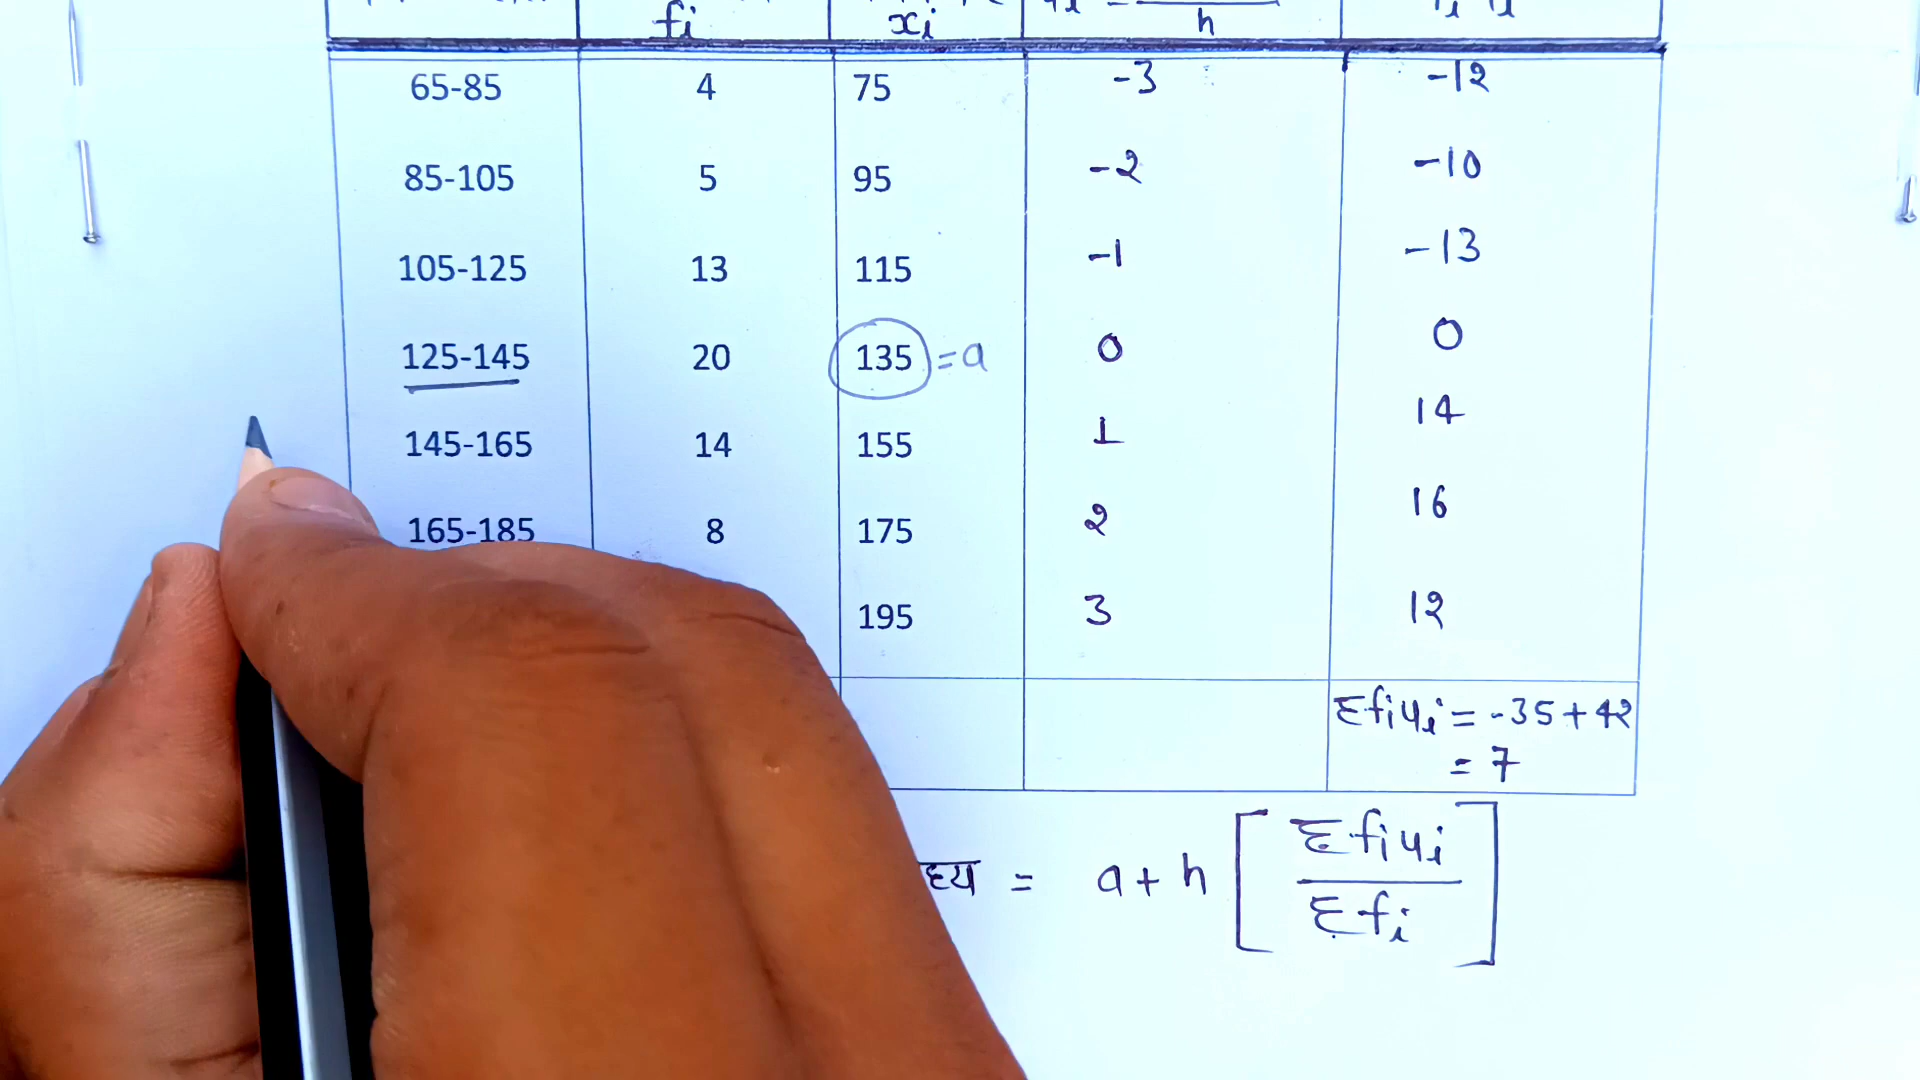 fi xi h
65-85 4 75 -3 -12
85-105 5 95 -2 -10
105-125 13 115 -1 -13
125-145 20 135 =a 0 0
145-165 14 155 1 14
165-185 8 175 2 16
195 3 12
Σfiui = -35+42
= 7
= a+h [ Σfiui
Σfi ]